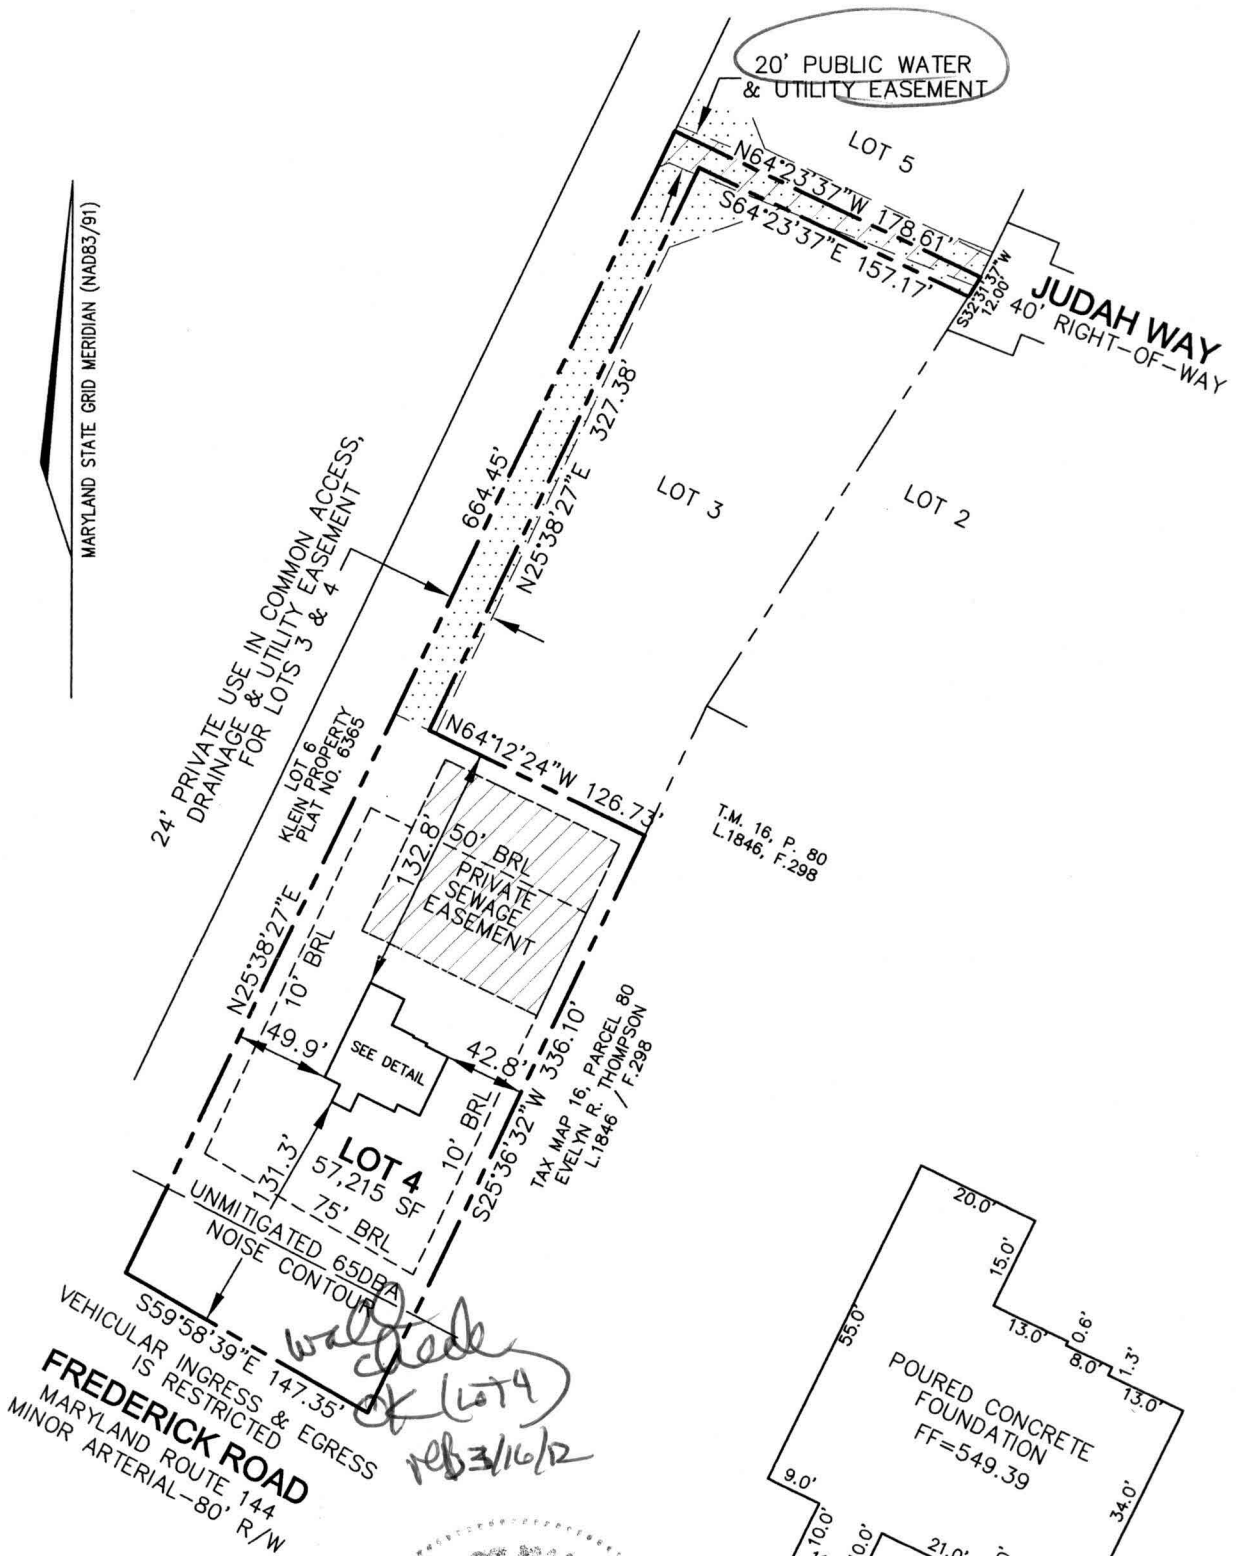 20' PUBLIC WATER
& UTILITY EASEMENT
LOT 5
N64°23'37"W 178.61'
S64°23'37"E 157.17'
S32°31'37"W
12.00'
JUDAH WAY
40' RIGHT-OF-WAY
MARYLAND STATE GRID MERIDIAN (NAD83/91)
664.45'
N25°38'27"E 327.38'
LOT 3
LOT 2
24' PRIVATE USE IN COMMON ACCESS,
DRAINAGE & UTILITY EASEMENT
FOR LOTS 3 & 4
LOT 6
KLEIN PROPERTY
PLAT NO. 6365
N64°12'24"W 126.73'
T.M. 16, P. 80
L.1846, F.298
132.8'
50' BRL
PRIVATE
SEWAGE
EASEMENT
N25°38'27"E
10' BRL
49.9'
SEE DETAIL
42.8'
S25°36'32"W 336.10'
TAX MAP 16, PARCEL 80
EVELYN R. THOMPSON
L.1846 / F.298
10' BRL
LOT 4
57,215 SF
131.3'
75' BRL
UNMITIGATED 65DBA
NOISE CONTOUR
S59°58'39"E 147.35'
VEHICULAR INGRESS & EGRESS
IS RESTRICTED
FREDERICK ROAD
MARYLAND ROUTE 144
MINOR ARTERIAL-80' R/W
OK (LOT 4)
3/16/12
20.0'
15.0'
55.0'
13.0'
0.6'
8.0'
1.3'
13.0'
POURED CONCRETE
FOUNDATION
FF=549.39
34.0'
9.0'
10.0'
21.0'